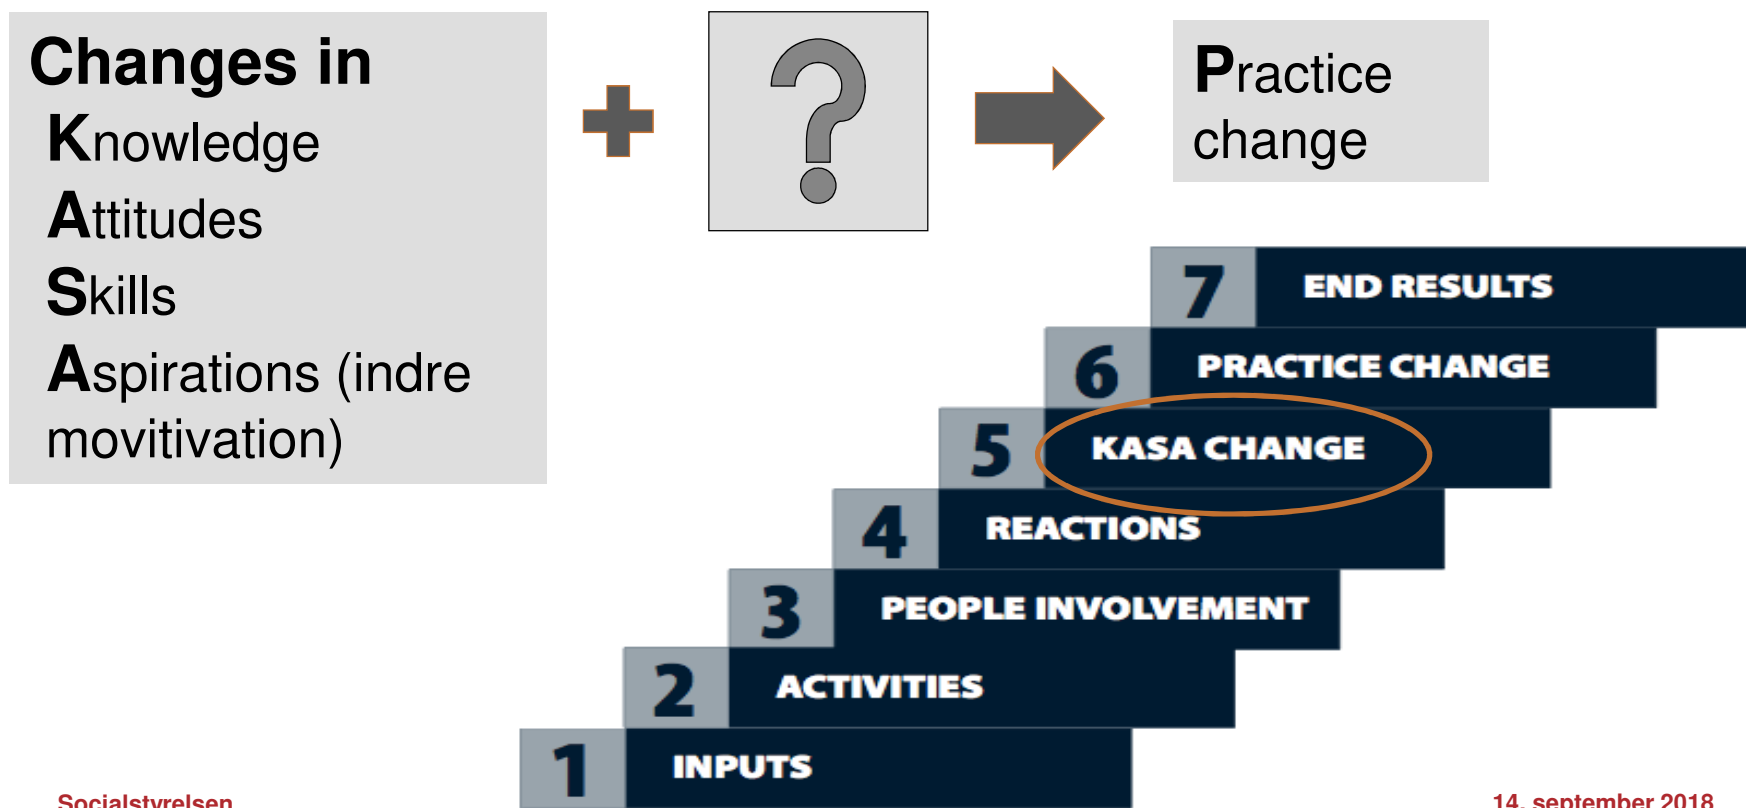 Changes in
Knowledge
Attitudes
Skills
Aspirations (indre
movitivation)
?
Practice
change
7 END RESULTS
6 PRACTICE CHANGE
5 KASA CHANGE
4 REACTIONS
3 PEOPLE INVOLVEMENT
2 ACTIVITIES
1 INPUTS
Socialstyrelsen
14. september 2018